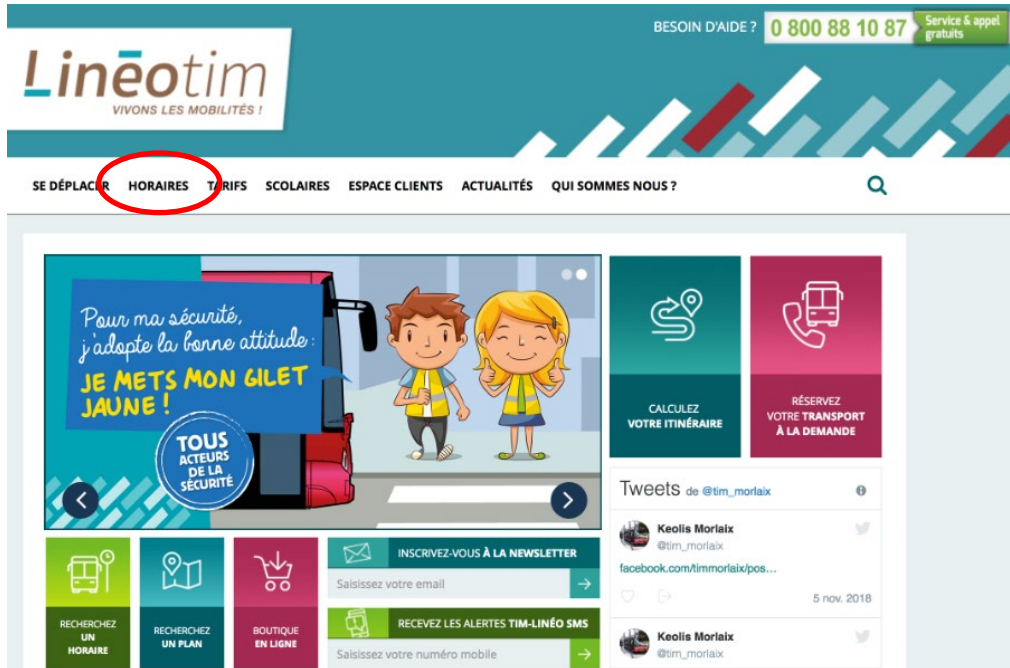 BESOIN D'AIDE ? 0 800 88 10 87 Service & appel
gratuits
Linēotim
VIVONS LES MOBILITÉS !
SE DÉPLACER HORAIRES TARIFS SCOLAIRES ESPACE CLIENTS ACTUALITÉS QUI SOMMES NOUS ?
Pour ma sécurité,
j'adopte la bonne attitude :
JE METS MON GILET
JAUNE !
TOUS
ACTEURS
DE LA
SÉCURITÉ
CALCULEZ
VOTRE ITINÉRAIRE
RÉSERVEZ
VOTRE TRANSPORT
À LA DEMANDE
Tweets de @tim_morlaix
Keolis Morlaix
@tim_morlaix
facebook.com/timmorlaix/pos...
5 nov. 2018
Keolis Morlaix
@tim_morlaix
RECHERCHEZ
UN
HORAIRE
RECHERCHEZ
UN PLAN
BOUTIQUE
EN LIGNE
INSCRIVEZ-VOUS À LA NEWSLETTER
Saisissez votre email
RECEVEZ LES ALERTES TIM-LINÉO SMS
Saisissez votre numéro mobile